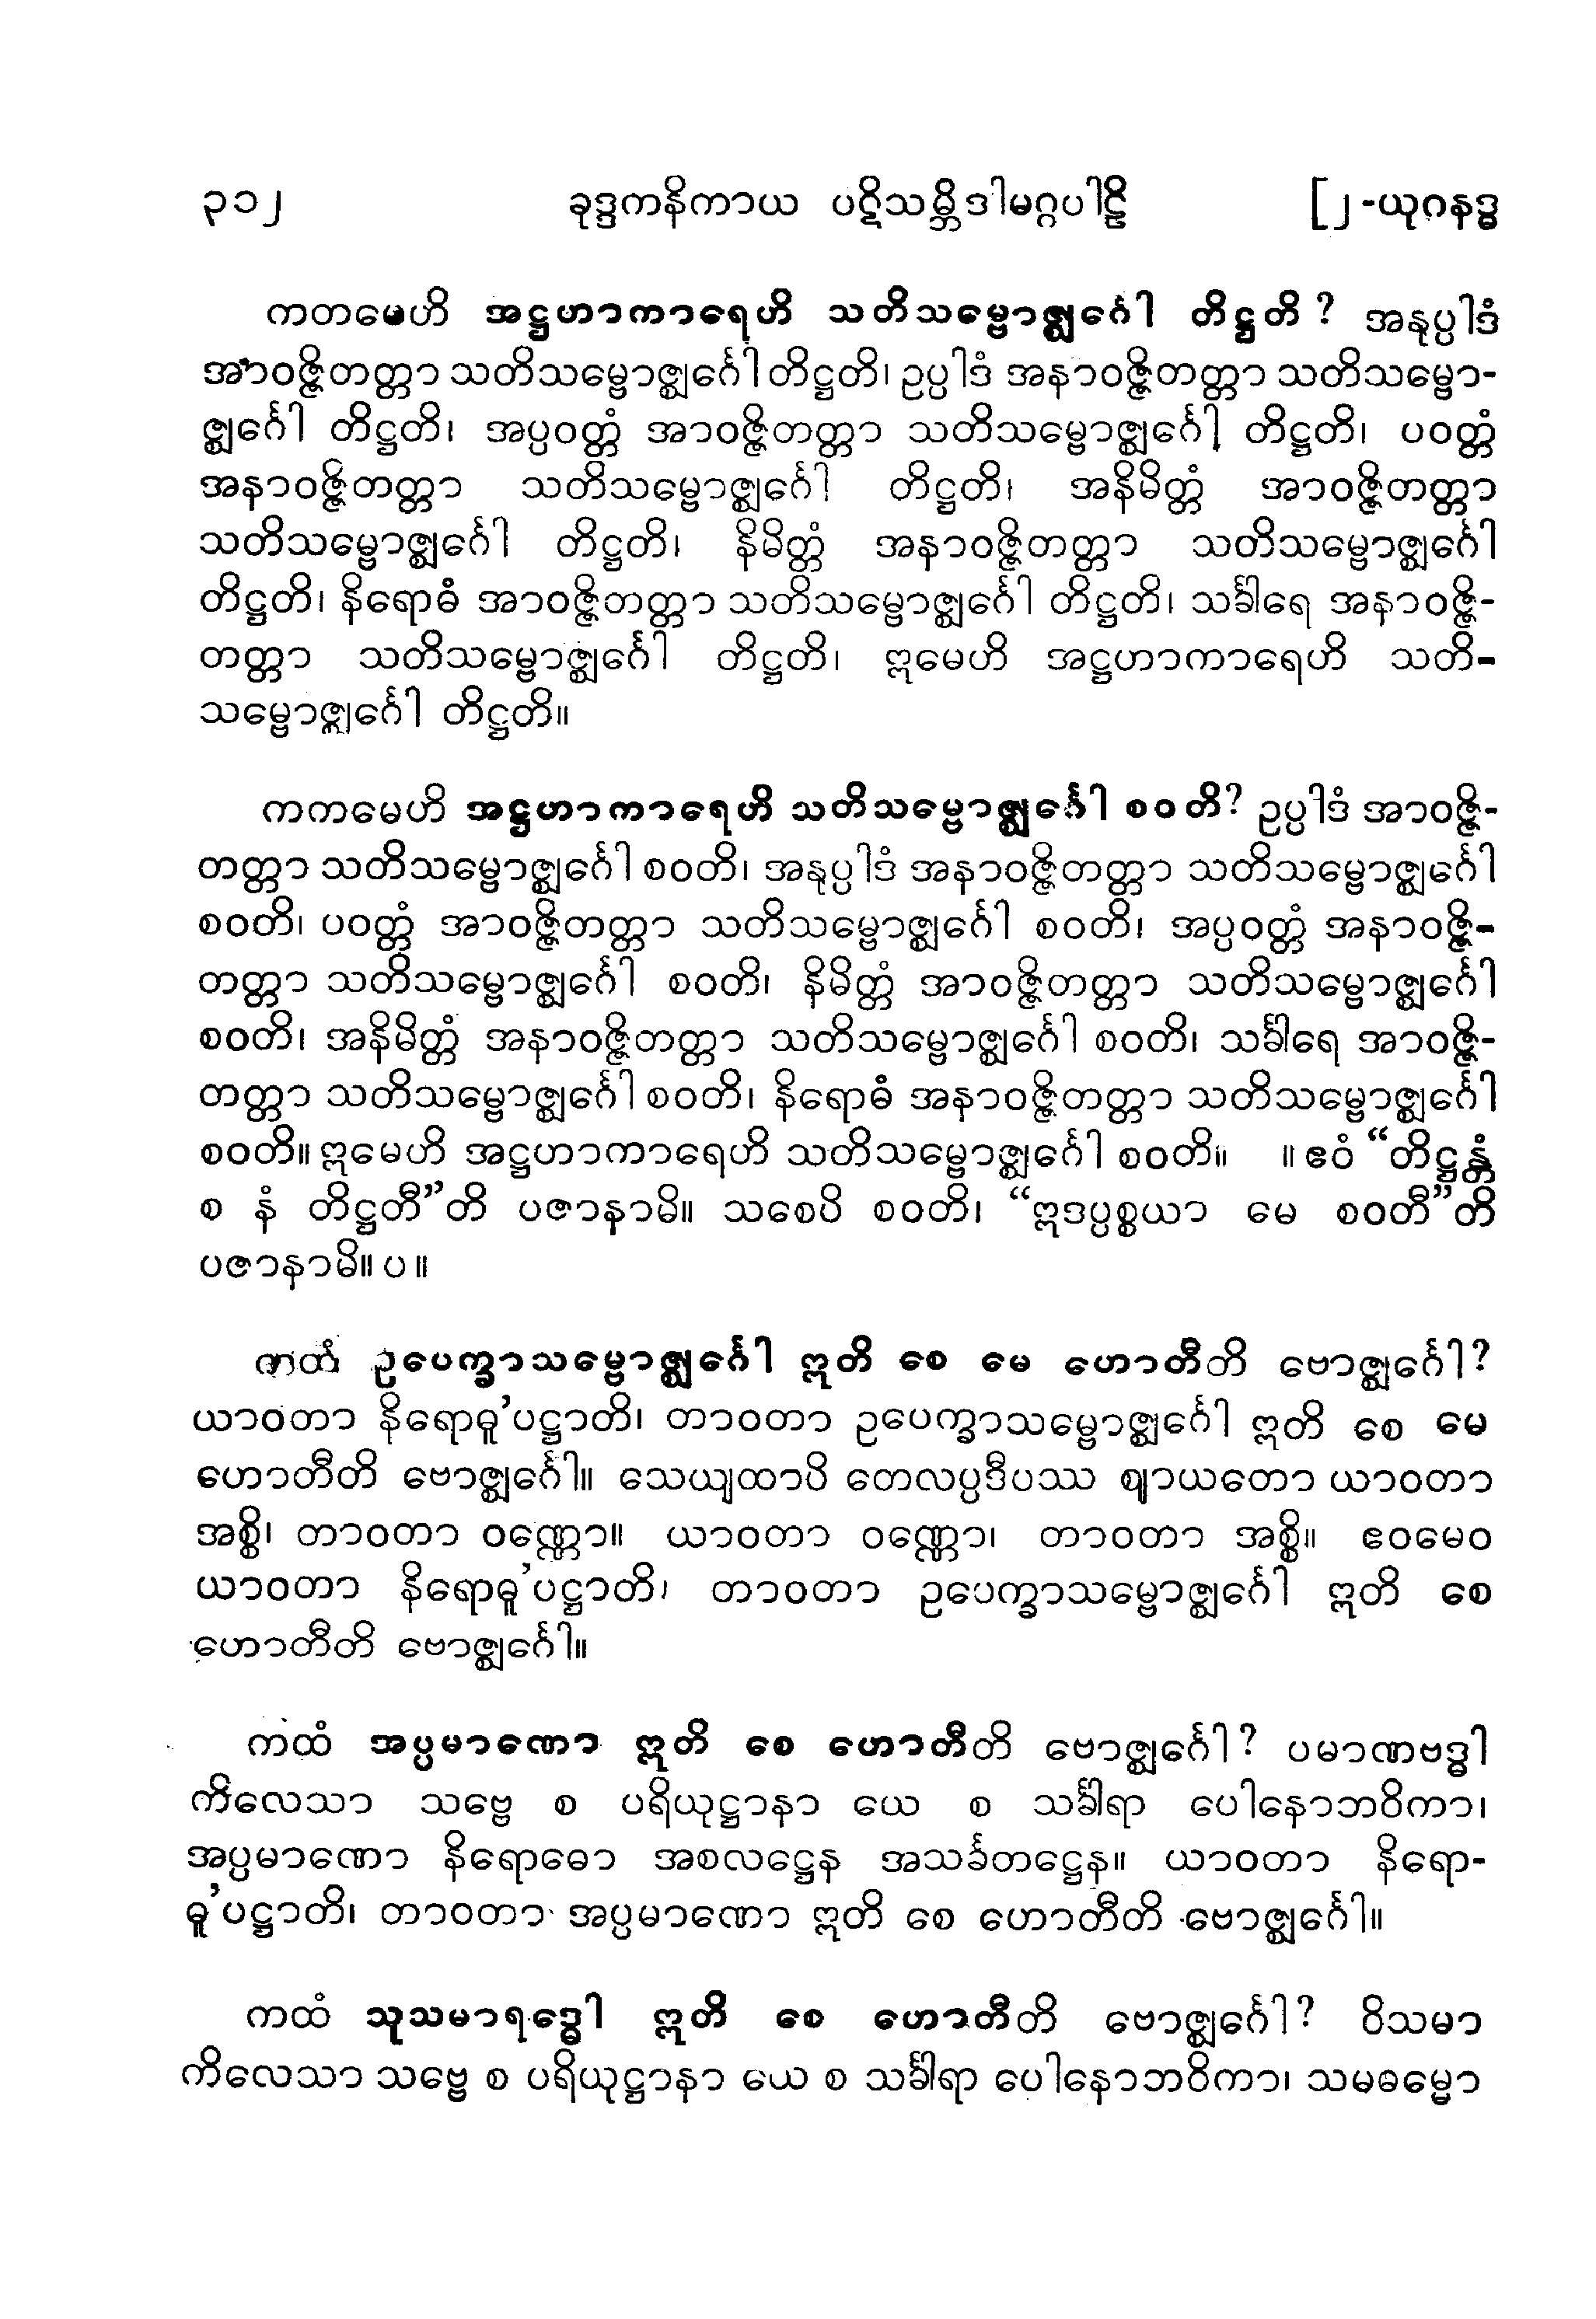 ၃၁၂ ခုဒ္ဒကနိကာယ ပဋိသမ္ဘိဒါမဂ္ဂပါဠိ [၂-ယုဂနဒ္ဓ
ကတမေဟိ အဋ္ဌဟာကာရေဟိ သတိသမ္ဗောဇ္ဈင်္ဂေါ တိဋ္ဌတိ? အနုပ္ပါဒံ
အာဝဇ္ဇိတတ္တာ သတိသမ္ဗောဇ္ဈင်္ဂေါ တိဋ္ဌတိ၊ ဥပ္ပါဒံ အနာဝဇ္ဇိတတ္တာ သတိသမ္ဗော-
ဇ္ဈင်္ဂေါ တိဋ္ဌတိ၊ အပ္ပဝတ္တံ အာဝဇ္ဇိတတ္တာ သတိသမ္ဗောဇ္ဈင်္ဂေါ တိဋ္ဌတိ၊ ပဝတ္တံ
အနာဝဇ္ဇိတတ္တာ သတိသမ္ဗောဇ္ဈင်္ဂေါ တိဋ္ဌတိ၊ အနိမိတ္တံ အာဝဇ္ဇိတတ္တာ
သတိသမ္ဗောဇ္ဈင်္ဂေါ တိဋ္ဌတိ၊ နိမိတ္တံ အနာဝဇ္ဇိတတ္တာ သတိသမ္ဗောဇ္ဈင်္ဂေါ
တိဋ္ဌတိ၊ နိရောဓံ အာဝဇ္ဇိတတ္တာ သတိသမ္ဗောဇ္ဈင်္ဂေါ တိဋ္ဌတိ၊ သင်္ခါရေ အနာဝဇ္ဇိ-
တတ္တာ သတိသမ္ဗောဇ္ဈင်္ဂေါ တိဋ္ဌတိ၊ ဣမေဟိ အဋ္ဌဟာကာရေဟိ သတိ-
သမ္ဗောဇ္ဈင်္ဂေါ တိဋ္ဌတိ။
ကကမေဟိ အဋ္ဌဟာကာရေဟိ သတိသမ္ဗောဇ္ဈင်္ဂေါ စဝတိ? ဥပ္ပါဒံ အာဝဇ္ဇိ-
တတ္တာ သတိသမ္ဗောဇ္ဈင်္ဂေါ စဝတိ၊ အနုပ္ပါဒံ အနာဝဇ္ဇိတတ္တာ သတိသမ္ဗောဇ္ဈင်္ဂေါ
စဝတိ၊ ပဝတ္တံ အာဝဇ္ဇိတတ္တာ သတိသမ္ဗောဇ္ဈင်္ဂေါ စဝတိ၊ အပ္ပဝတ္တံ အနာဝဇ္ဇိ-
တတ္တာ သတိသမ္ဗောဇ္ဈင်္ဂေါ စဝတိ၊ နိမိတ္တံ အာဝဇ္ဇိတတ္တာ သတိသမ္ဗောဇ္ဈင်္ဂေါ
စဝတိ၊ အနိမိတ္တံ အနာဝဇ္ဇိတတ္တာ သတိသမ္ဗောဇ္ဈင်္ဂေါ စဝတိ၊ သင်္ခါရေ အာဝဇ္ဇိ-
တတ္တာ သတိသမ္ဗောဇ္ဈင်္ဂေါ စဝတိ၊ နိရောဓံ အနာဝဇ္ဇိတတ္တာ သတိသမ္ဗောဇ္ဈင်္ဂေါ
စဝတိ။ ဣမေဟိ အဋ္ဌဟာကာရေဟိ သတိသမ္ဗောဇ္ဈင်္ဂေါ စဝတိ။ ။ ဧဝံ “တိဋ္ဌန္တံ
စ နံ တိဋ္ဌတီ”တိ ပဇာနာမိ။ သစေပိ စဝတိ၊ “ဣဒပ္ပစ္စယာ မေ စဝတီ”တိ
ပဇာနာမိ။ ပ။
ကထံ ဥပေက္ခာသမ္ဗောဇ္ဈင်္ဂေါ ဣတိ စေ မေ ဟောတီတိ ဗောဇ္ဈင်္ဂေါ?
ယာဝတာ နိရောဓူ’ပဋ္ဌာတိ၊ တာဝတာ ဥပေက္ခာသမ္ဗောဇ္ဈင်္ဂေါ ဣတိ စေ မေ
ဟောတီတိ ဗောဇ္ဈင်္ဂေါ။ သေယျထာပိ တေလပ္ပဒီပဿ ဈာယတော ယာဝတာ
အစ္စိ၊ တာဝတာ ဝဏ္ဏော။ ယာဝတာ ဝဏ္ဏော၊ တာဝတာ အစ္စိ။ ဧဝမေဝ
ယာဝတာ နိရောဓူ’ပဋ္ဌာတိ၊ တာဝတာ ဥပေက္ခာသမ္ဗောဇ္ဈင်္ဂေါ ဣတိ စေ
ဟောတီတိ ဗောဇ္ဈင်္ဂေါ။
ကထံ အပ္ပမာဏော ဣတိ စေ ဟောတီတိ ဗောဇ္ဈင်္ဂေါ? ပမာဏဗဒ္ဓါ
ကိလေသာ သဗ္ဗေ စ ပရိယုဋ္ဌာနာ ယေ စ သင်္ခါရာ ပေါနောဘဝိကာ၊
အပ္ပမာဏော နိရောဓော အစလဋ္ဌေန အသင်္ခတဋ္ဌေန။ ယာဝတာ နိရော-
ဓူ’ပဋ္ဌာတိ၊ တာဝတာ အပ္ပမာဏော ဣတိ စေ ဟောတီတိ ဗောဇ္ဈင်္ဂေါ။
ကထံ သုသမာရဒ္ဓေါ ဣတိ စေ ဟောတီတိ ဗောဇ္ဈင်္ဂေါ? ဝိသမာ
ကိလေသာ သဗ္ဗေ စ ပရိယုဋ္ဌာနာ ယေ စ သင်္ခါရာ ပေါနောဘဝိကာ၊ သမဓမ္မော